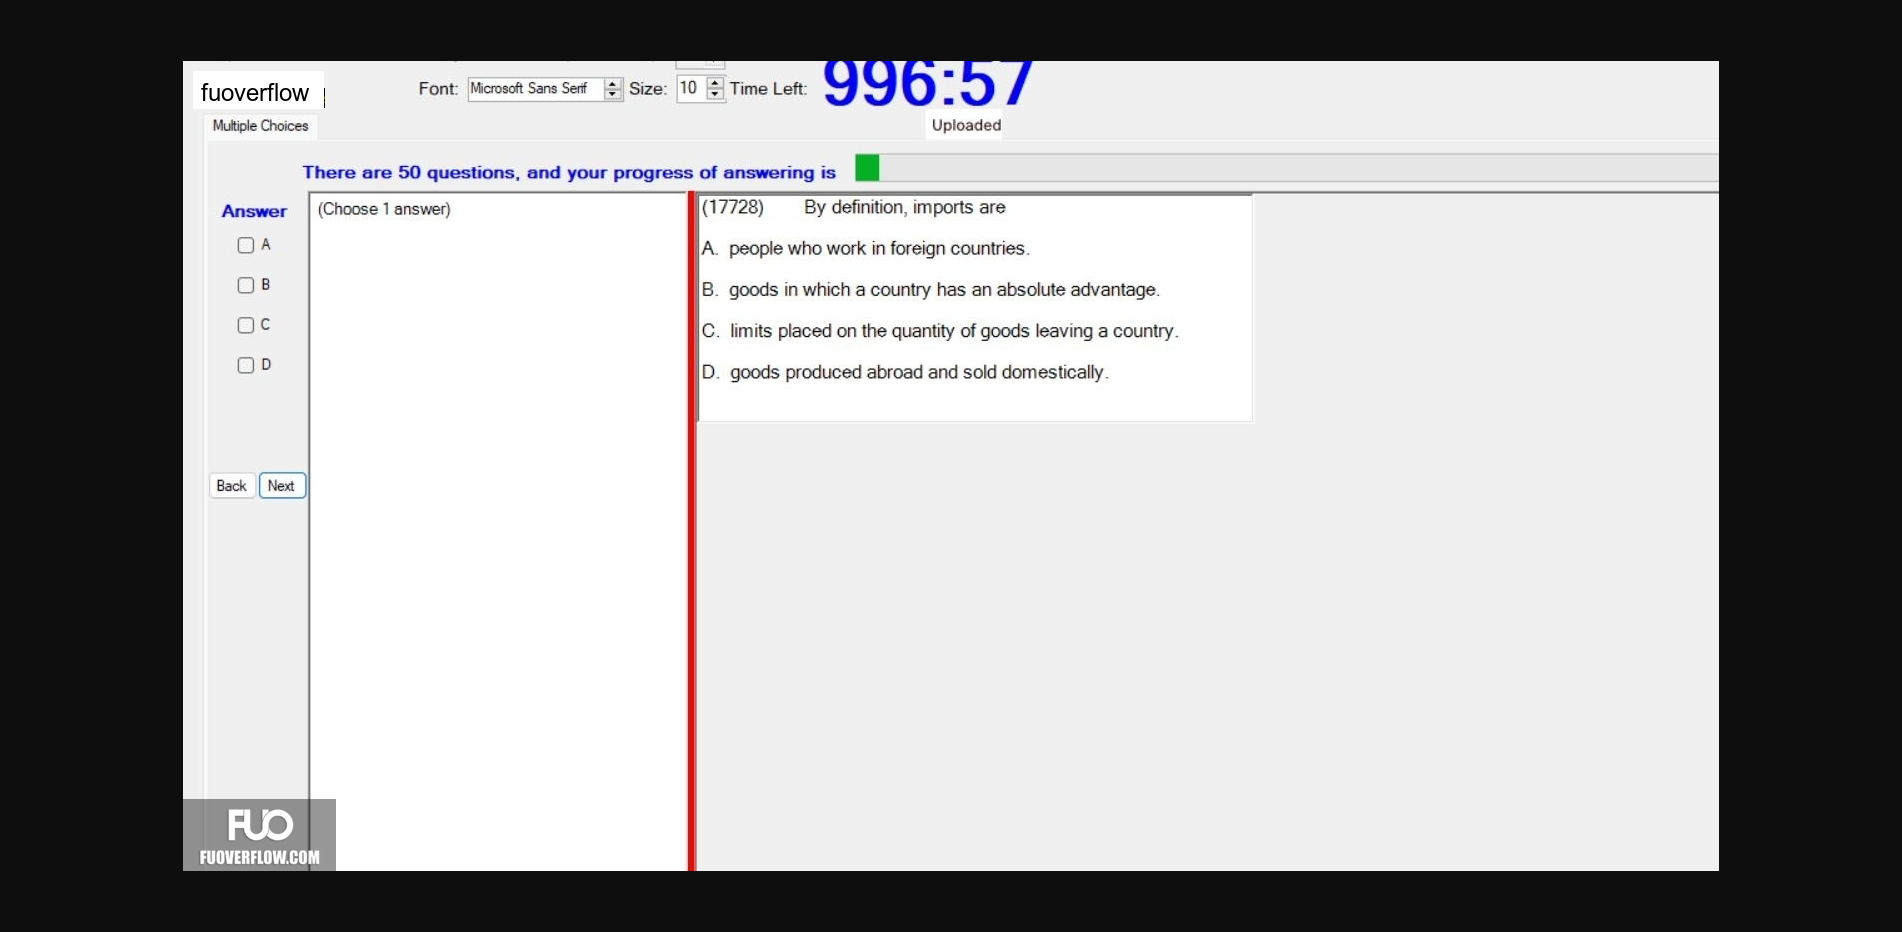 fuoverflow
Font: Microsoft Sans Serif Size: 10 Time Left: 996:57
Multiple Choices
Uploaded
There are 50 questions, and your progress of answering is
Answer
(Choose 1 answer)
A
B
C
D
Back Next
(17728) By definition, imports are
A. people who work in foreign countries.
B. goods in which a country has an absolute advantage.
C. limits placed on the quantity of goods leaving a country.
D. goods produced abroad and sold domestically.
FUO
FUOVERFLOW.COM